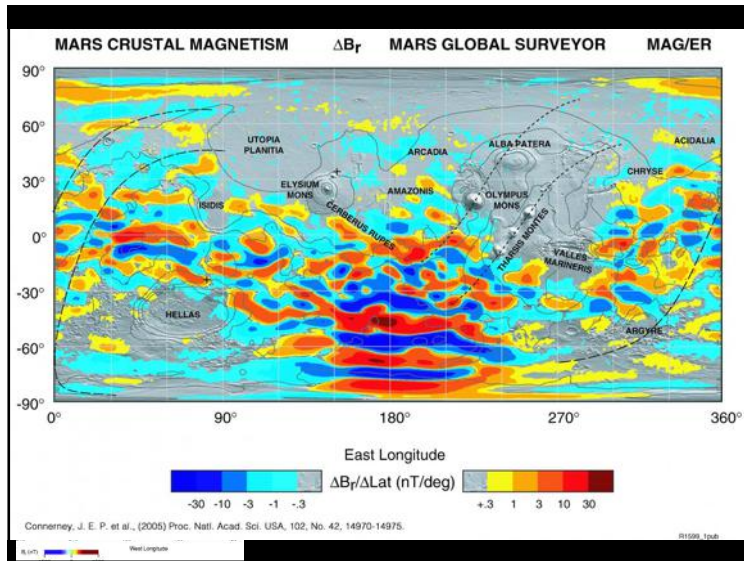 MARS CRUSTAL MAGNETISM ΔBr MARS GLOBAL SURVEYOR MAG/ER
90°
60°
UTOPIA
PLANITIA
ARCADIA
ALBA PATERA
ACIDALIA
30°
ISIDIS
ELYSIUM
MONS
AMAZONIS
OLYMPUS
MONS
CHRYSE
CERBERUS RUPES
THARSIS MONTES
0°
VALLES
MARINERIS
-30°
HELLAS
ARGYRE
-60°
-90°
0° 90° 180° 270° 360°
East Longitude
ΔBr/ΔLat (nT/deg)
-30 -10 -3 -1 -.3 +.3 1 3 10 30
Connerney, J. E. P. et al., (2005) Proc. Natl. Acad. Sci. USA, 102, No. 42, 14970-14975.
R1599_1pub
Br (nT) West Longitude